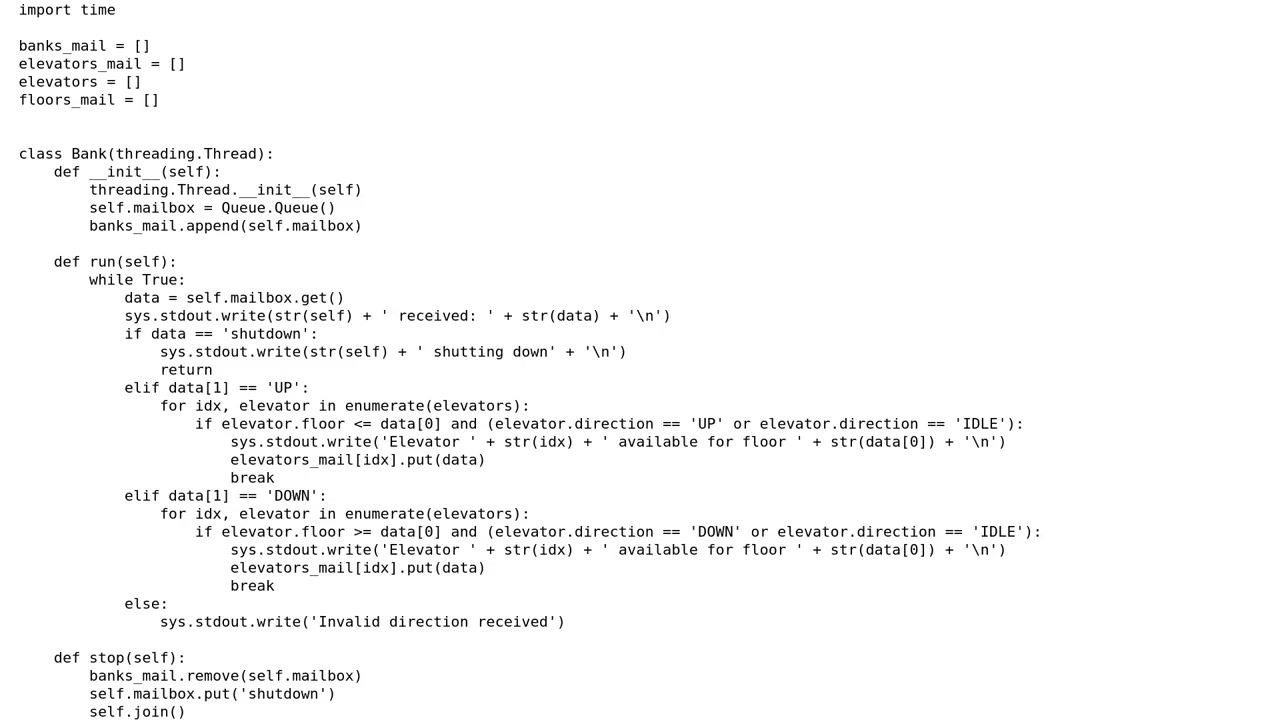 import time

banks_mail = []
elevators_mail = []
elevators = []
floors_mail = []


class Bank(threading.Thread):
    def __init__(self):
        threading.Thread.__init__(self)
        self.mailbox = Queue.Queue()
        banks_mail.append(self.mailbox)

    def run(self):
        while True:
            data = self.mailbox.get()
            sys.stdout.write(str(self) + ' received: ' + str(data) + '\n')
            if data == 'shutdown':
                sys.stdout.write(str(self) + ' shutting down' + '\n')
                return
            elif data[1] == 'UP':
                for idx, elevator in enumerate(elevators):
                    if elevator.floor <= data[0] and (elevator.direction == 'UP' or elevator.direction == 'IDLE'):
                        sys.stdout.write('Elevator ' + str(idx) + ' available for floor ' + str(data[0]) + '\n')
                        elevators_mail[idx].put(data)
                        break
            elif data[1] == 'DOWN':
                for idx, elevator in enumerate(elevators):
                    if elevator.floor >= data[0] and (elevator.direction == 'DOWN' or elevator.direction == 'IDLE'):
                        sys.stdout.write('Elevator ' + str(idx) + ' available for floor ' + str(data[0]) + '\n')
                        elevators_mail[idx].put(data)
                        break
            else:
                sys.stdout.write('Invalid direction received')

    def stop(self):
        banks_mail.remove(self.mailbox)
        self.mailbox.put('shutdown')
        self.join()